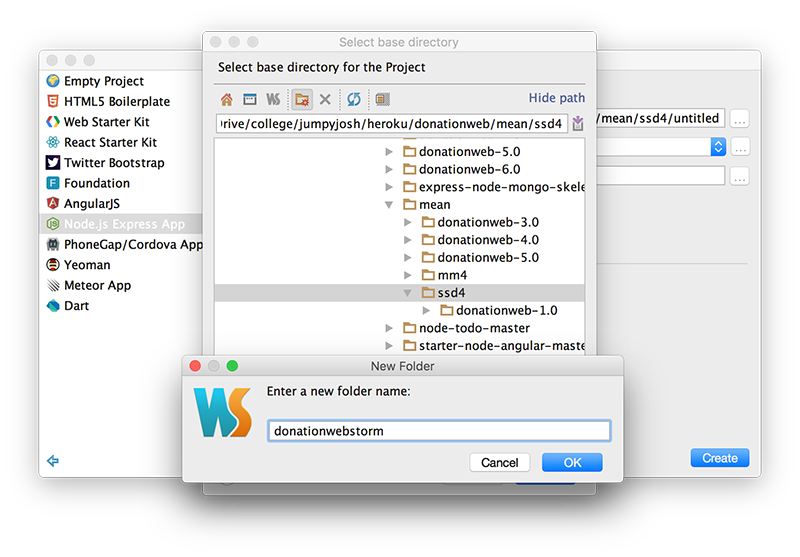 Select base directory
Select base directory for the Project
WS
Hide path
rive/college/jumpyjosh/heroku/donationweb/mean/ssd4
donationweb-5.0
donationweb-6.0
express-node-mongo-skele
mean
donationweb-3.0
donationweb-4.0
donationweb-5.0
mm4
ssd4
donationweb-1.0
node-todo-master
starter-node-angular-maste
Empty Project
HTML5 Boilerplate
Web Starter Kit
React Starter Kit
Twitter Bootstrap
Foundation
AngularJS
Node.js Express App
PhoneGap/Cordova App
Yeoman
Meteor App
Dart
/mean/ssd4/untitled
...
...
...
New Folder
WS
Enter a new folder name:
donationwebstorm
Cancel
OK
Create